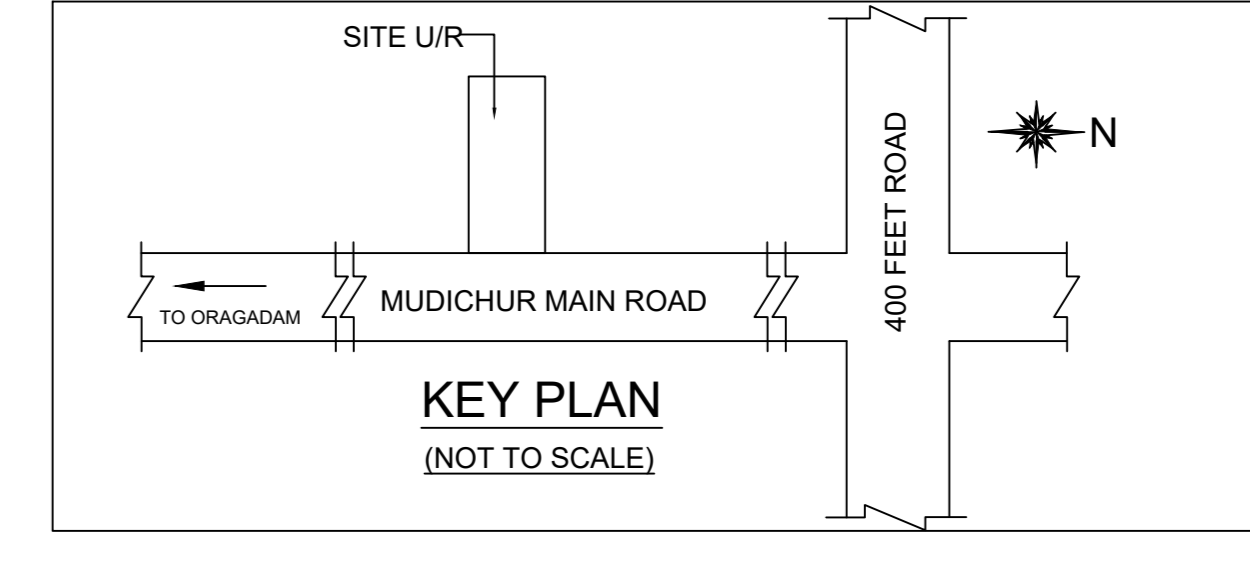 SITE U/R
N
400 FEET ROAD
MUDICHUR MAIN ROAD
TO ORAGADAM
KEY PLAN
(NOT TO SCALE)